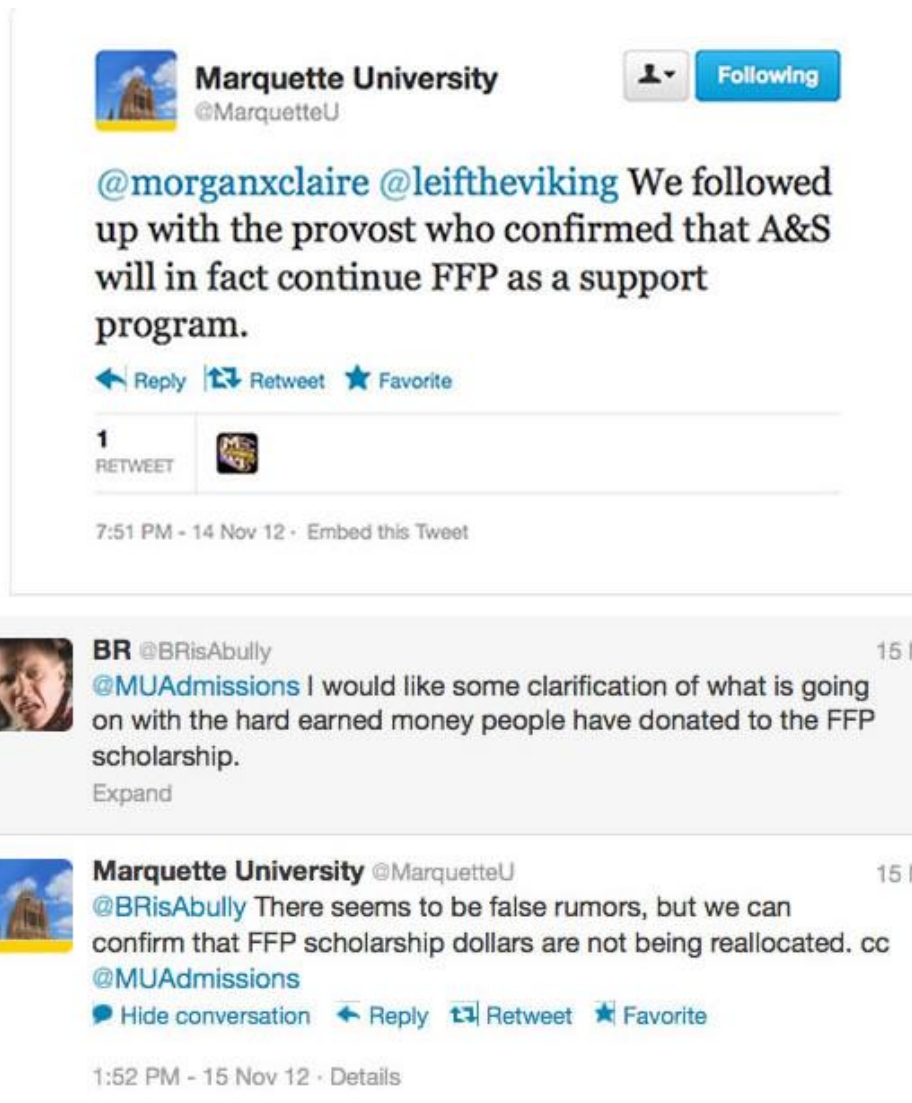 Marquette University
@MarquetteU
Following
@morganxclaire @leiftheviking We followed
up with the provost who confirmed that A&S
will in fact continue FFP as a support
program.
Reply Retweet Favorite
1
RETWEET
7:51 PM - 14 Nov 12 · Embed this Tweet
BR @BRisAbully 15
@MUAdmissions I would like some clarification of what is going
on with the hard earned money people have donated to the FFP
scholarship.
Expand
Marquette University @MarquetteU 15
@BRisAbully There seems to be false rumors, but we can
confirm that FFP scholarship dollars are not being reallocated. cc
@MUAdmissions
Hide conversation Reply Retweet Favorite
1:52 PM - 15 Nov 12 · Details